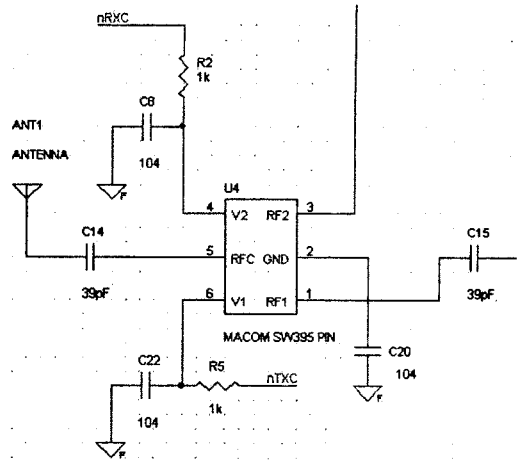 nRXC
R2
1k
C8
104
F
ANT1
ANTENNA
U4
4 V2 RF2 3
C14
5 RFC GND 2
39pF
C15
6 V1 RF1 1
39pF
MACOM SW395 PIN
C22
R5
nTXC
C20
104
104
1k
F
F